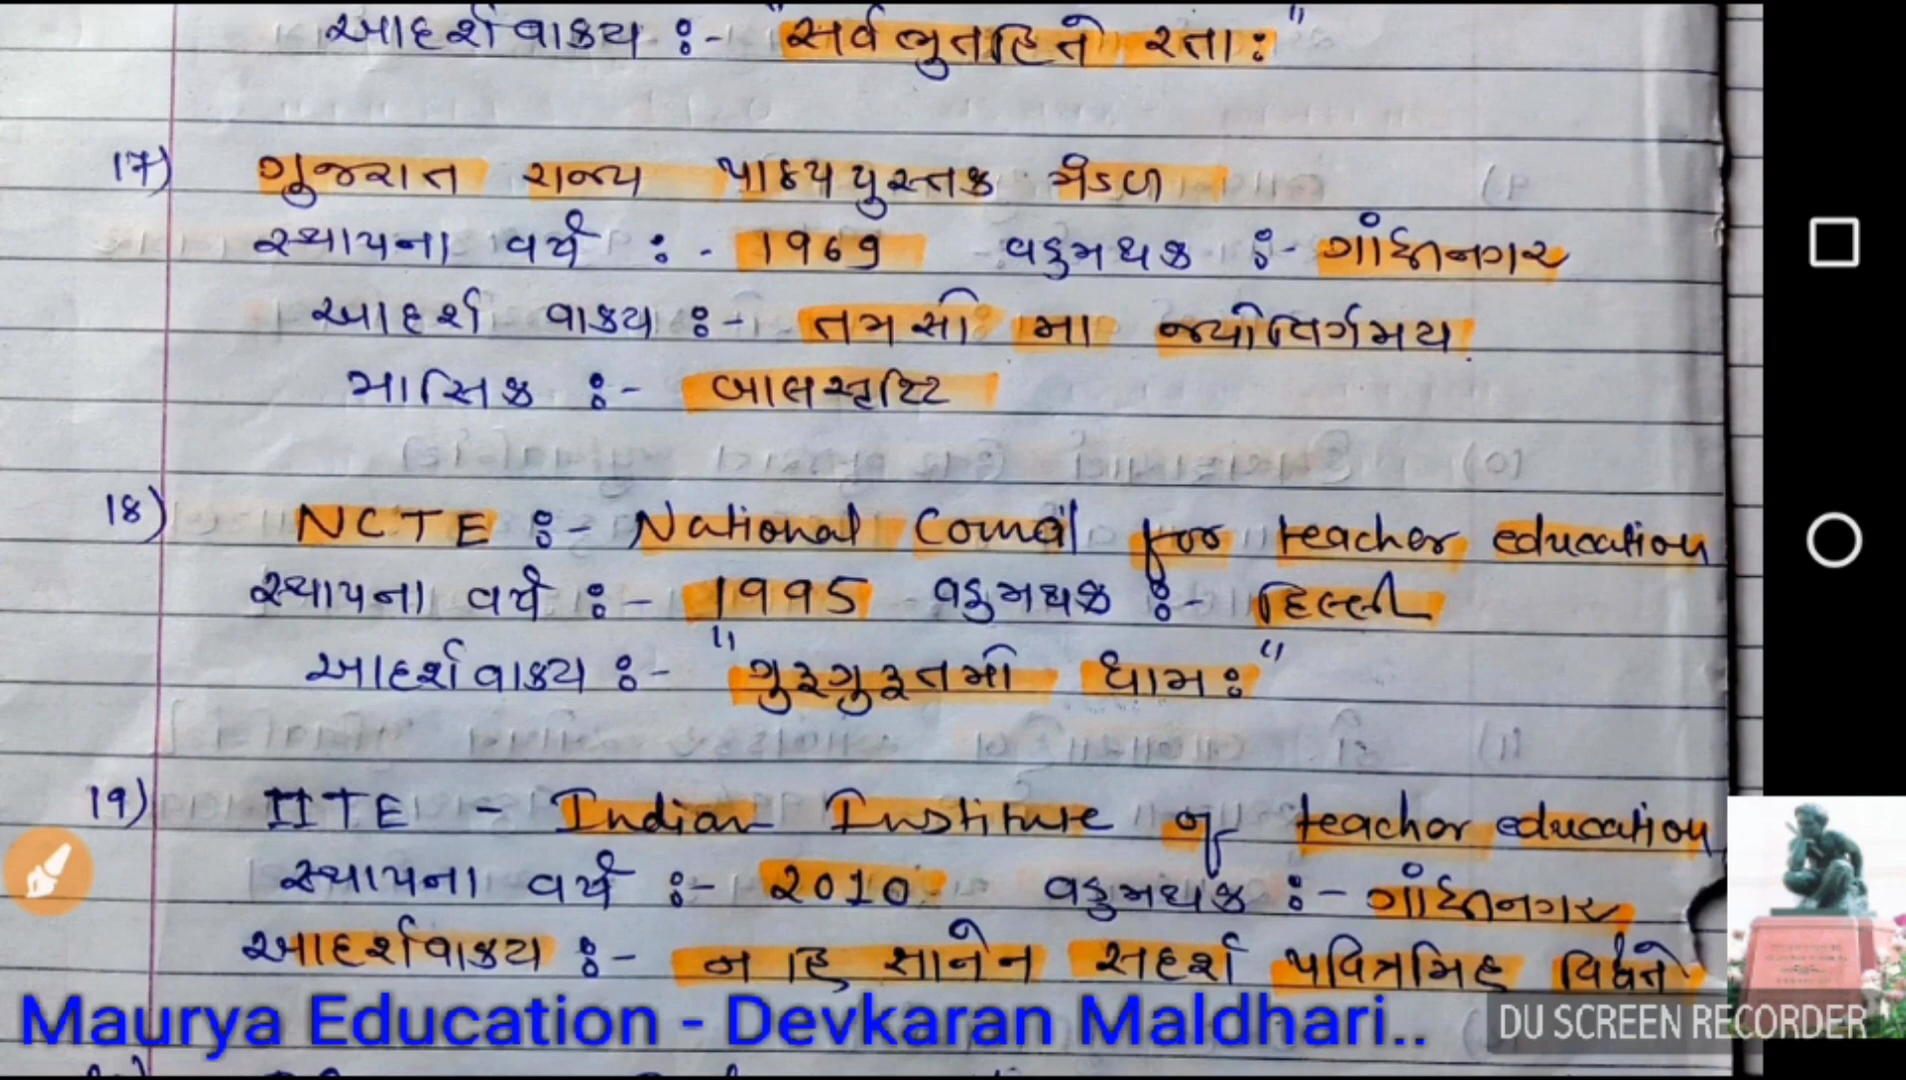 આદર્શવાક્ય :- "સર્વભુતહિતે રતા:"
17) ગુજરાત રાજ્ય પાઠ્યપુસ્તક મંડળ
સ્થાપના વર્ષ :- 1969 વડુમથક :- ગાંધીનગર
આદર્શ વાક્ય :- તમસો મા જ્યોતિર્ગમય
માસિક :- બાલસૃષ્ટિ
18) NCTE :- National Council for teacher education
સ્થાપના વર્ષ :- 1995 વડુમથક :- દિલ્લી
આદર્શવાક્ય :- "ગુરૂગુરૂતમો ધામ:"
19) IITE - Indian Institute of teacher education
સ્થાપના વર્ષ :- 2010 વડુમથક :- ગાંધીનગર
આદર્શવાક્ય :- ન હિ સાનેન સદર્શ પવિત્રમિહ વિધતે
Maurya Education - Devkaran Maldhari..
DU SCREEN RECORDER